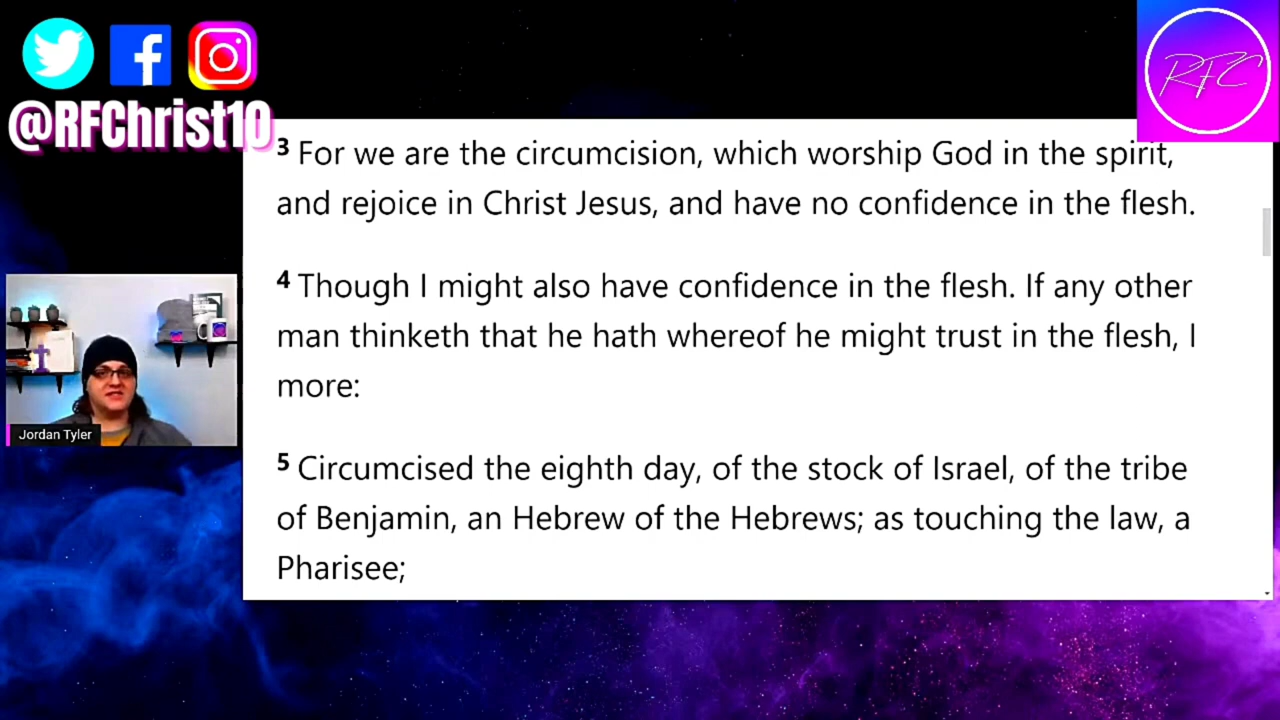 @RFChrist10
RFC
3 For we are the circumcision, which worship God in the spirit,
and rejoice in Christ Jesus, and have no confidence in the flesh.
4 Though I might also have confidence in the flesh. If any other
man thinketh that he hath whereof he might trust in the flesh, I
more:
5 Circumcised the eighth day, of the stock of Israel, of the tribe
of Benjamin, an Hebrew of the Hebrews; as touching the law, a
Pharisee;
Jordan Tyler